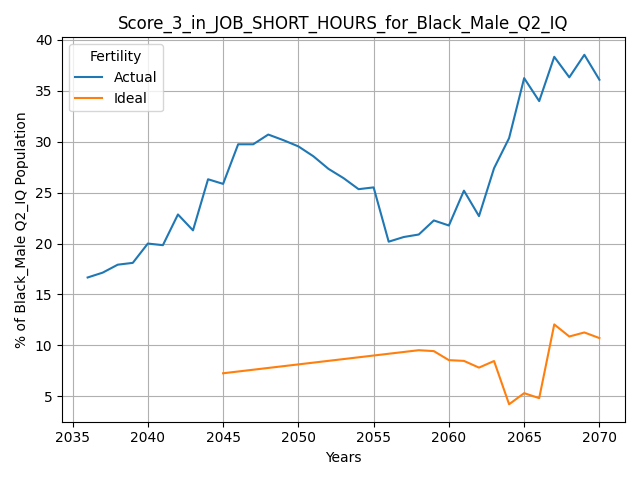 Score_3_in_JOB_SHORT_HOURS_for_Black_Male_Q2_IQ
Fertility
Actual
Ideal
% of Black_Male Q2_IQ Population
40
35
30
25
20
15
10
5
2035 2040 2045 2050 2055 2060 2065 2070
Years